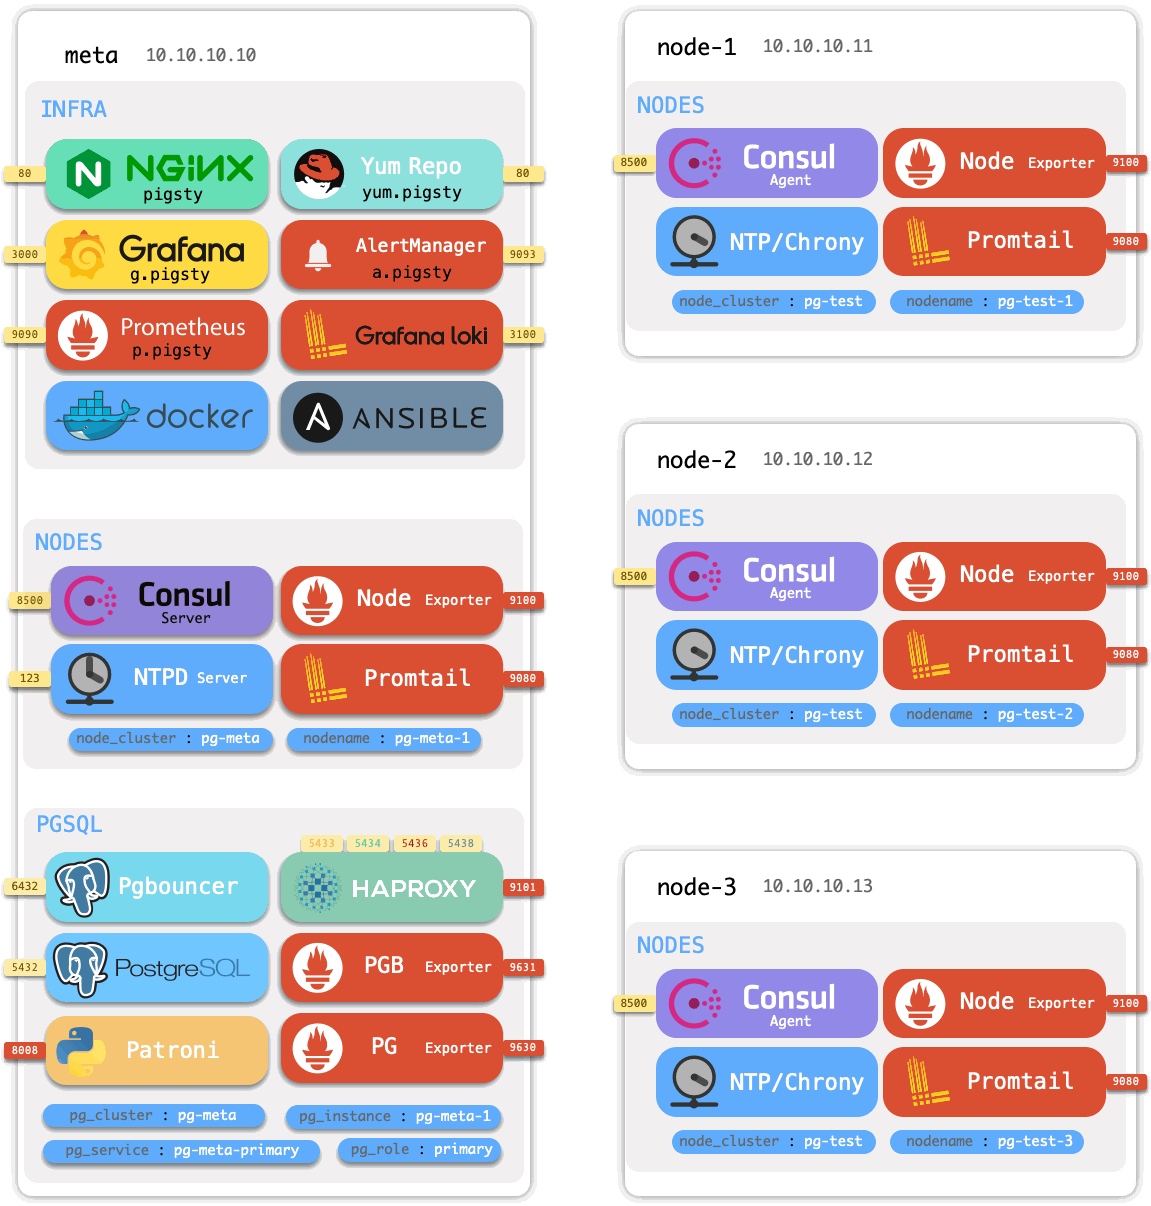 meta 10.10.10.10
INFRA
80 NGINX pigsty
Yum Repo yum.pigsty 80
3000 Grafana g.pigsty
AlertManager a.pigsty 9093
9090 Prometheus p.pigsty
Grafana loki 3100
docker
ANSIBLE
NODES
8500 Consul Server
Node Exporter 9100
123 NTPD Server
Promtail 9080
node_cluster : pg-meta
nodename : pg-meta-1
PGSQL
5433 5434 5436 5438
6432 Pgbouncer
HAPROXY 9101
5432 PostgreSQL
PGB Exporter 9631
8008 Patroni
PG Exporter 9630
pg_cluster : pg-meta
pg_instance : pg-meta-1
pg_service : pg-meta-primary
pg_role : primary
node-1 10.10.10.11
NODES
8500 Consul Agent
Node Exporter 9100
NTP/Chrony
Promtail 9080
node_cluster : pg-test
nodename : pg-test-1
node-2 10.10.10.12
NODES
8500 Consul Agent
Node Exporter 9100
NTP/Chrony
Promtail 9080
node_cluster : pg-test
nodename : pg-test-2
node-3 10.10.10.13
NODES
8500 Consul Agent
Node Exporter 9100
NTP/Chrony
Promtail 9080
node_cluster : pg-test
nodename : pg-test-3